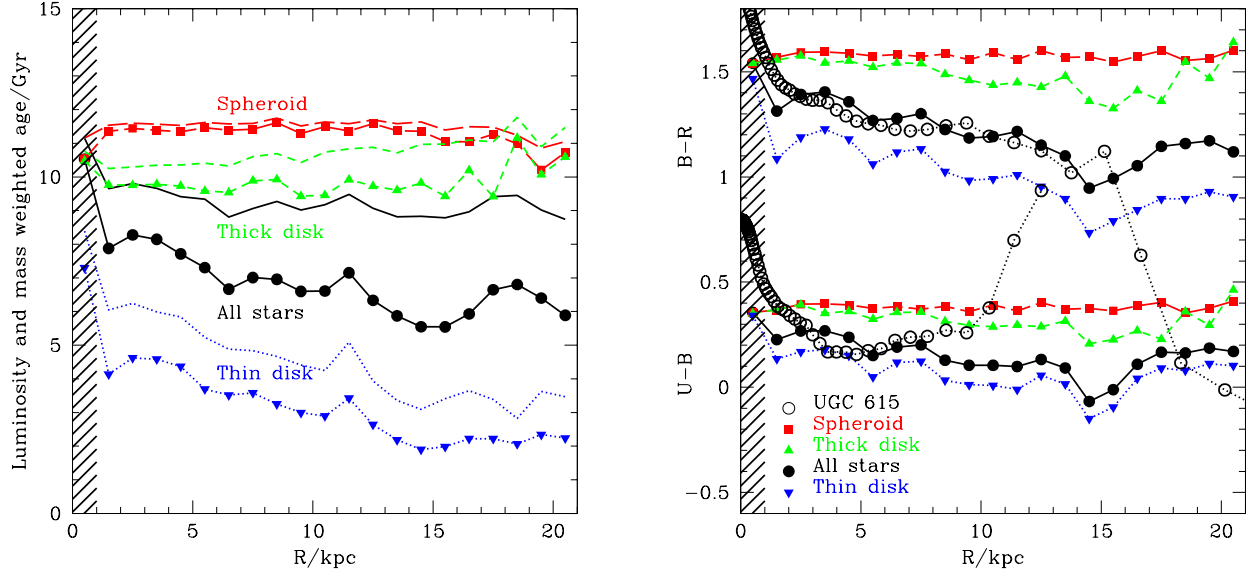 Luminosity and mass weighted age/Gyr
15
10
5
0
Spheroid
Thick disk
All stars
Thin disk
0
5
10
15
20
R/kpc
B−R
U−B
1.5
1
0.5
0
−0.5
UGC 615
Spheroid
Thick disk
All stars
Thin disk
0
5
10
15
20
R/kpc